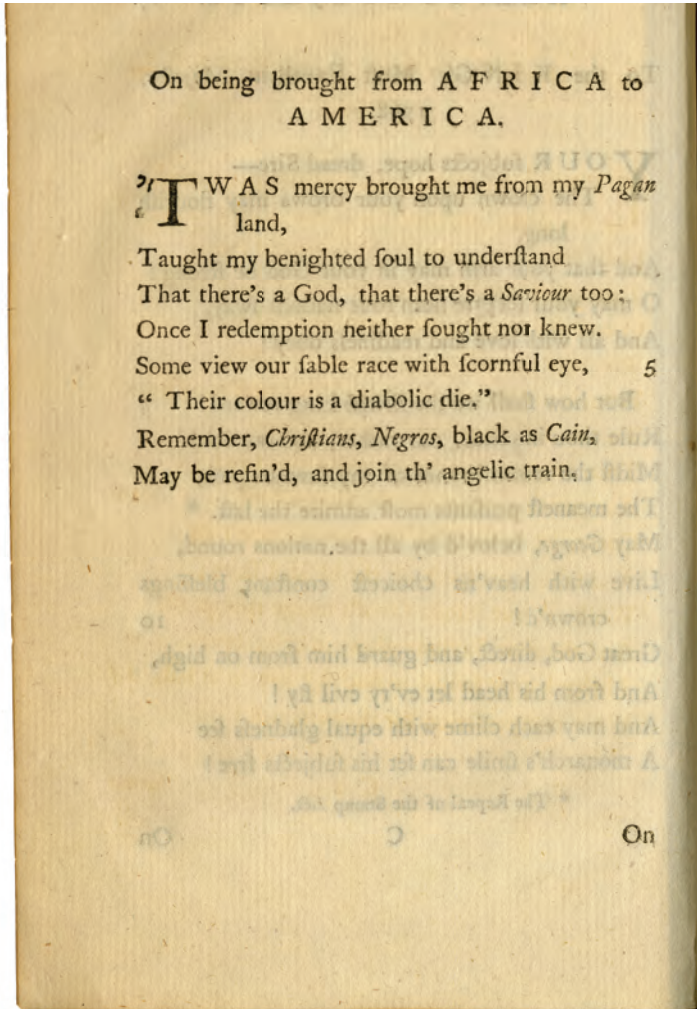 On being brought from A F R I C A to
A M E R I C A.
'TWAS mercy brought me from my Pagan
land,
Taught my benighted ſoul to underſtand
That there's a God, that there's a Saviour too:
Once I redemption neither ſought nor knew.
Some view our ſable race with ſcornful eye, 5
“ Their colour is a diabolic die.”
Remember, Chriſtians, Negros, black as Cain,
May be refin'd, and join th' angelic train.
On